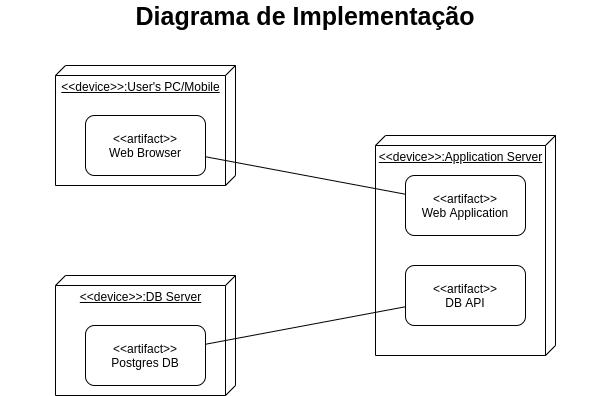 Diagrama de Implementação
<<device>>:User's PC/Mobile
<<artifact>>
Web Browser
<<device>>:Application Server
<<artifact>>
Web Application
<<artifact>>
DB API
<<device>>:DB Server
<<artifact>>
Postgres DB